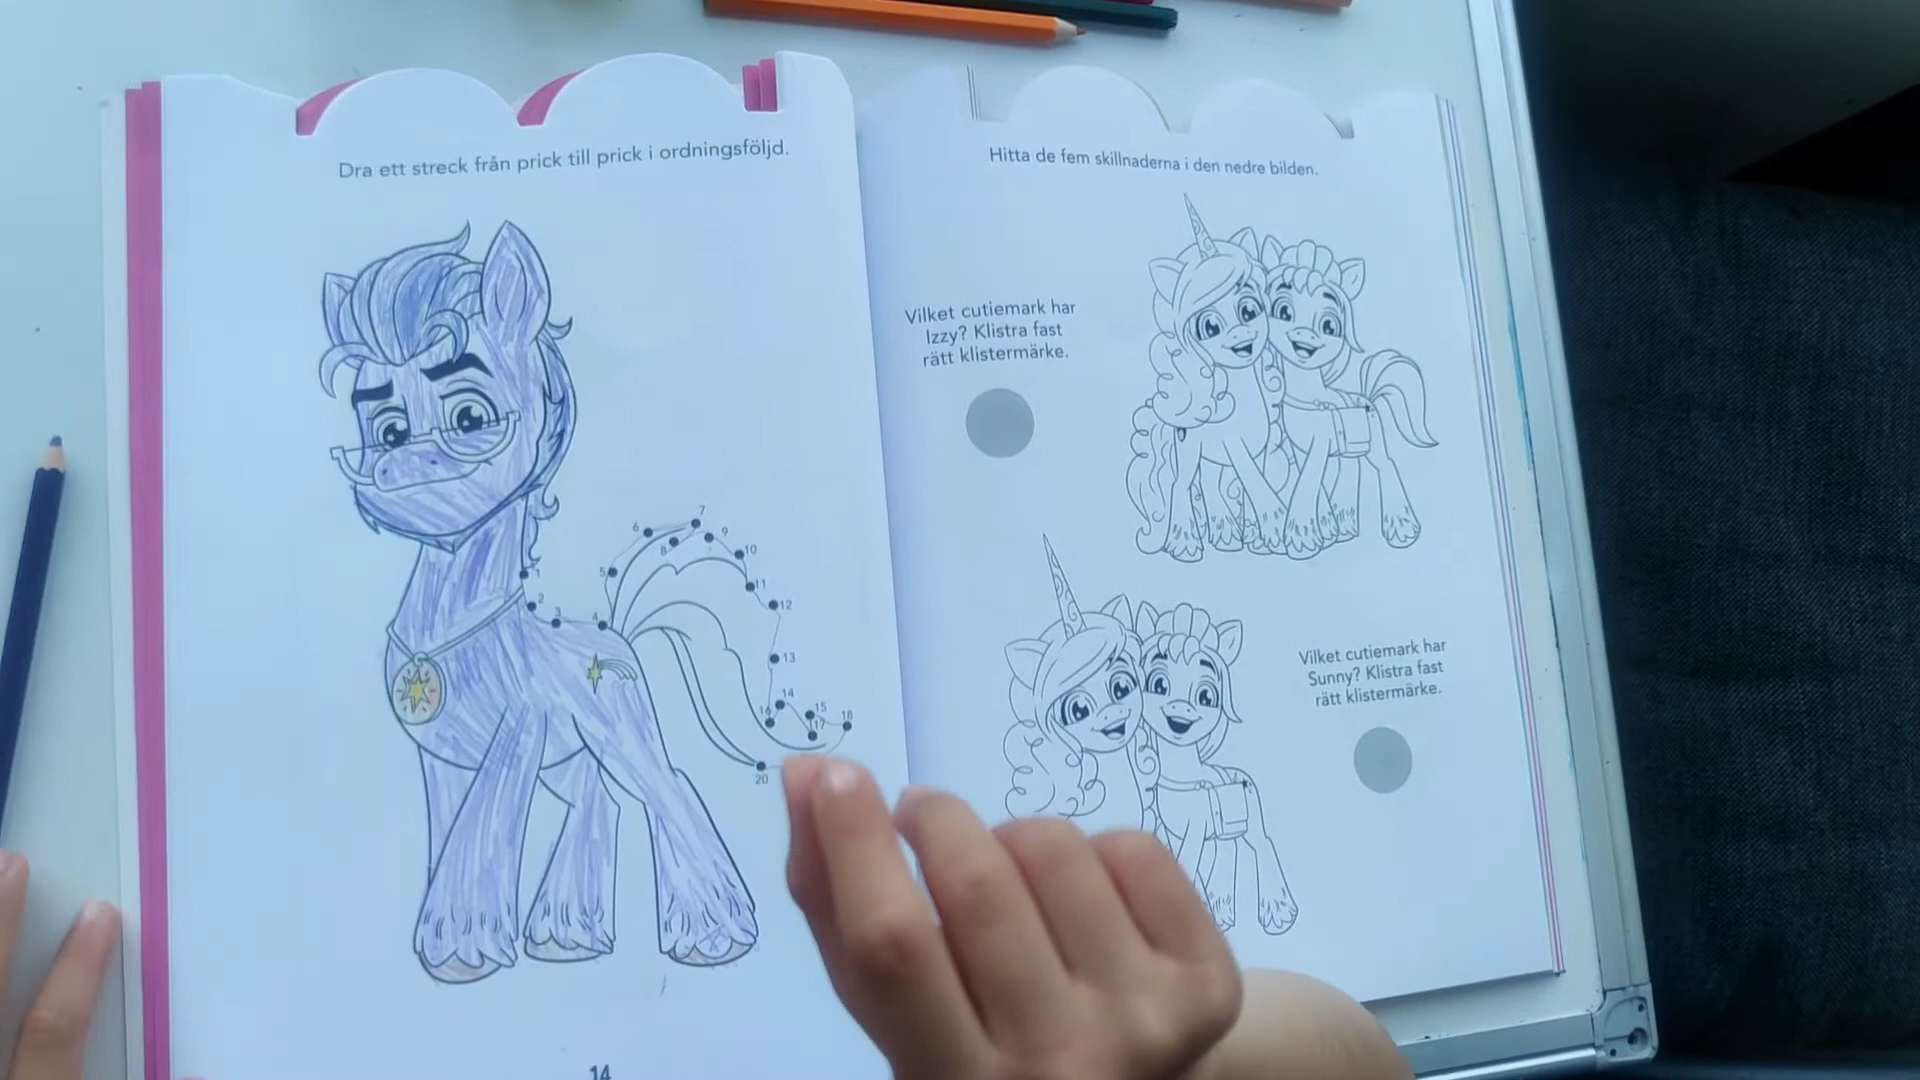 Dra ett streck från prick till prick i ordningsföljd.
1
2
3
4
5
6
7
8
9
10
11
12
13
14
15
16
17
18
20
14
Hitta de fem skillnaderna i den nedre bilden.
Vilket cutiemark har
Izzy? Klistra fast
rätt klistermärke.
Vilket cutiemark har
Sunny? Klistra fast
rätt klistermärke.